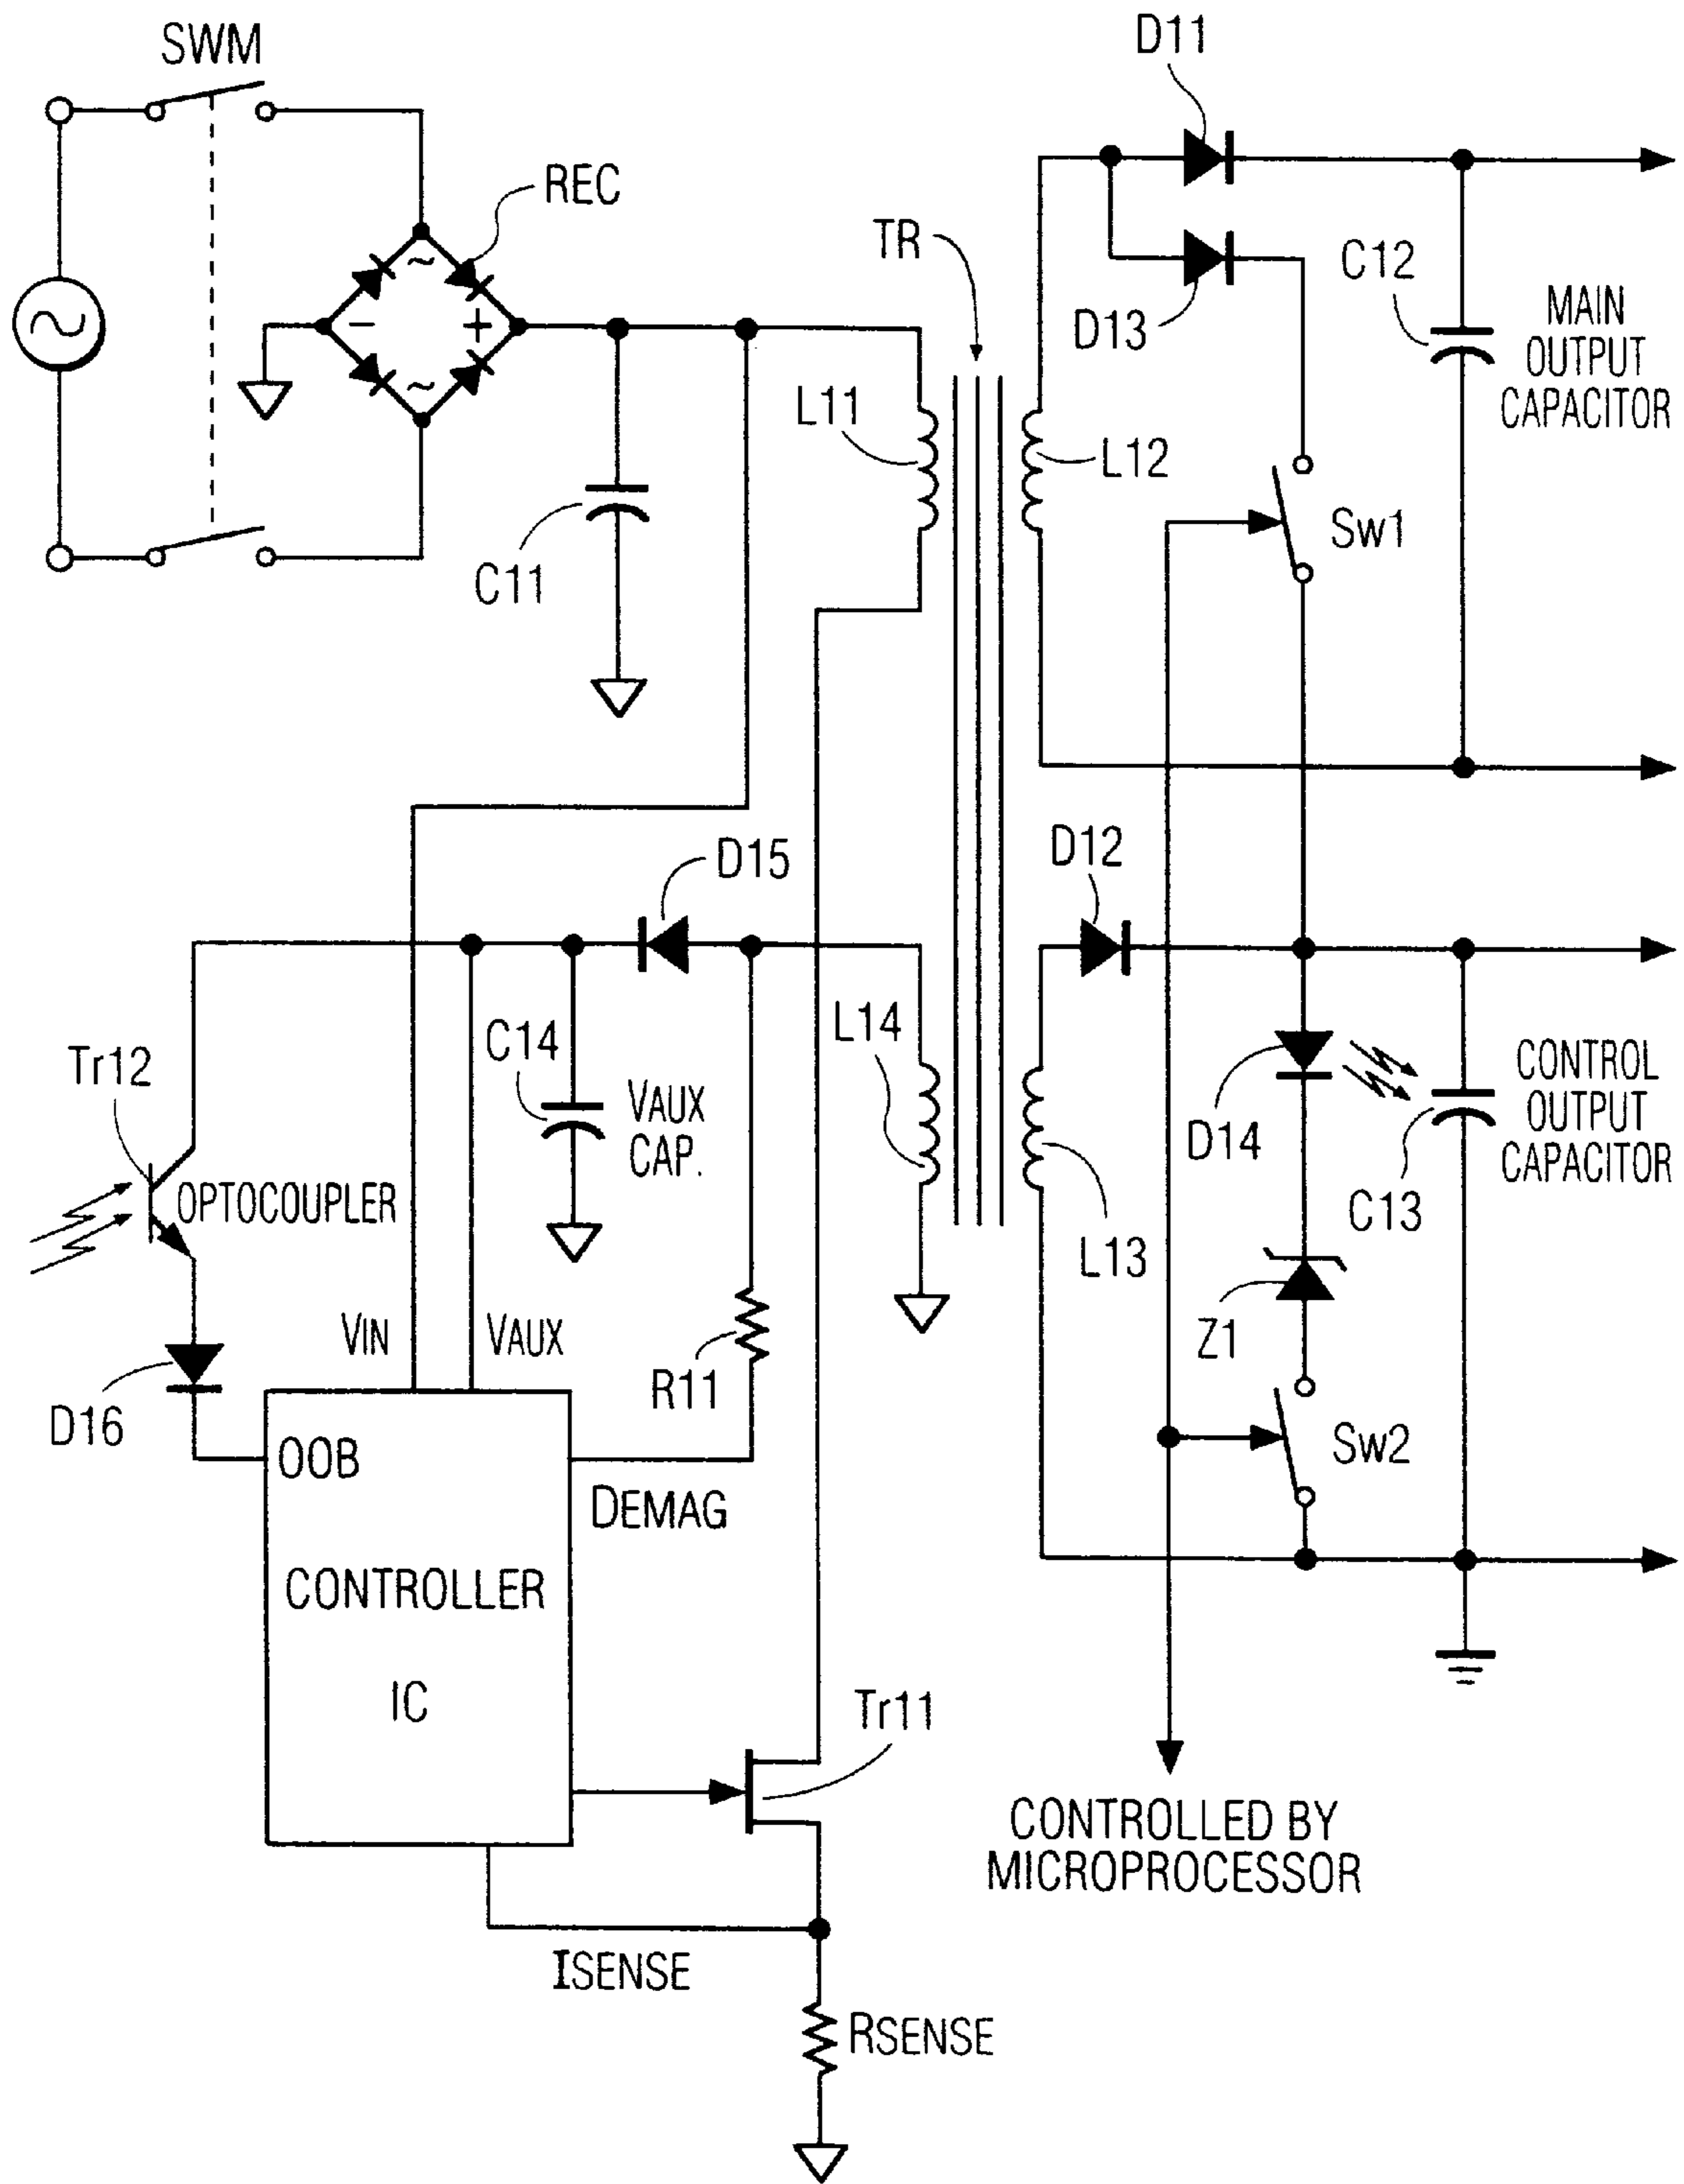 SWM
D11
REC
TR
D13
C12
MAIN
OUTPUT
CAPACITOR
L11
L12
C11
Sw1
D15
D12
Tr12
C14
VAUX
CAP.
L14
D14
CONTROL
OUTPUT
CAPACITOR
C13
OPTOCOUPLER
L13
VIN
VAUX
R11
Z1
D16
OOB
DEMAG
Sw2
CONTROLLER
IC
Tr11
CONTROLLED BY
MICROPROCESSOR
ISENSE
RSENSE
~
~
-
+